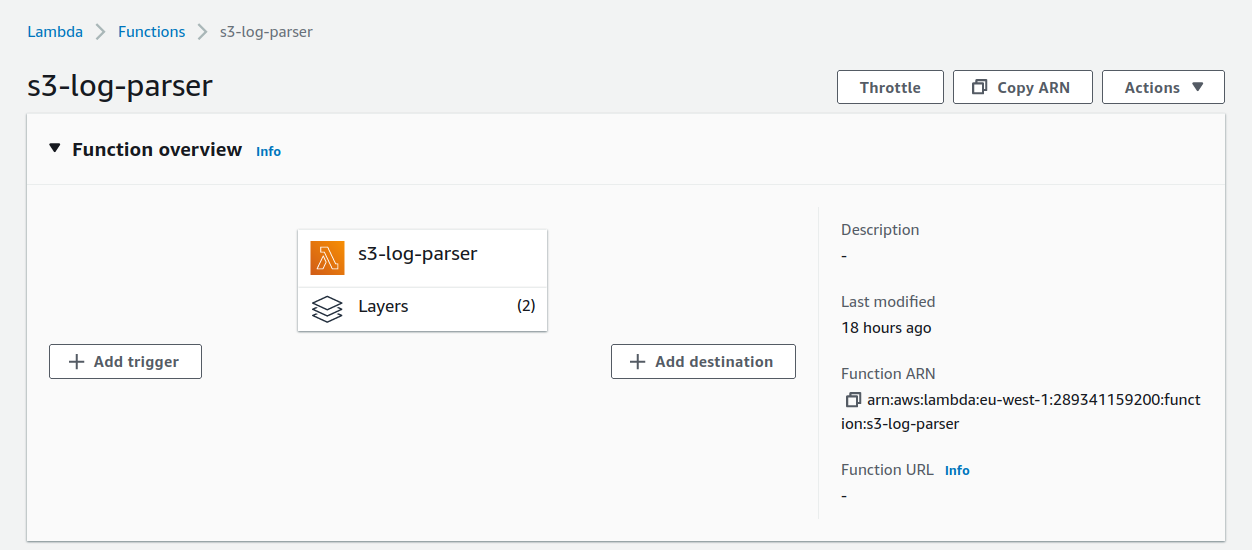 Lambda > Functions > s3-log-parser
s3-log-parser
Throttle
Copy ARN
Actions
Function overview Info
s3-log-parser
Layers (2)
Add trigger
Add destination
Description
-
Last modified
18 hours ago
Function ARN
arn:aws:lambda:eu-west-1:289341159200:funct
ion:s3-log-parser
Function URL Info
-